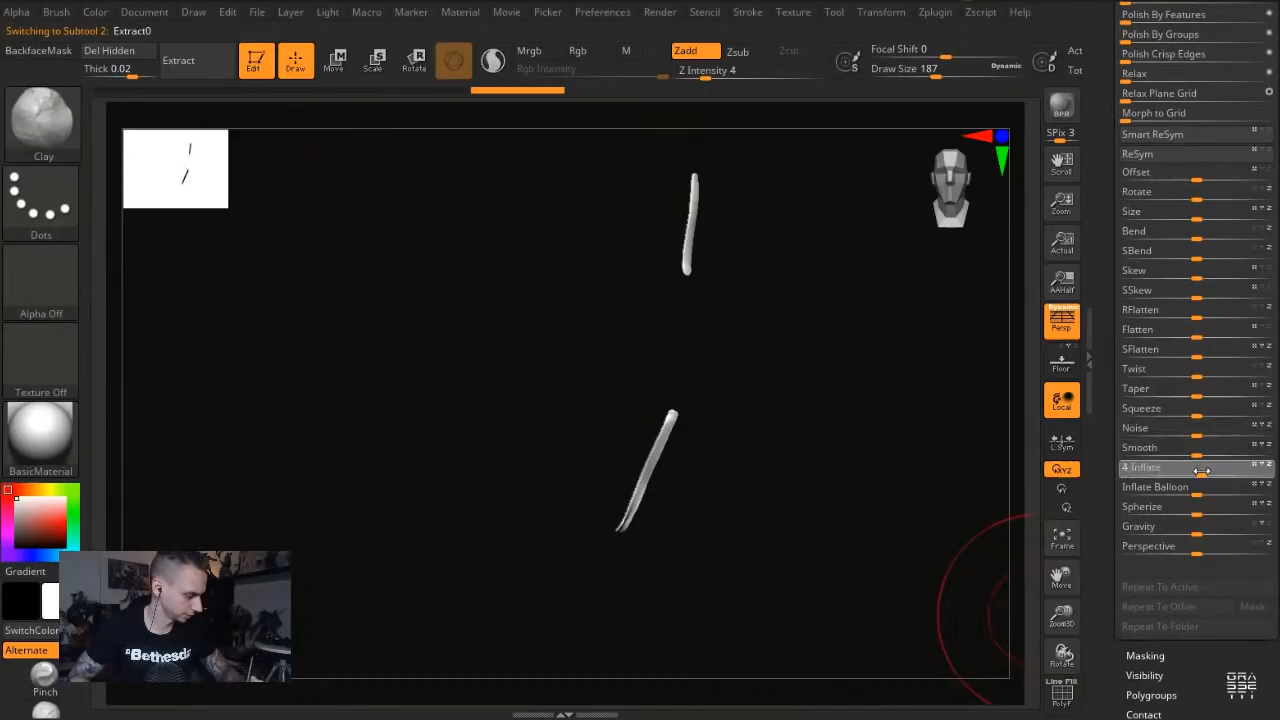 Alpha Brush Color Document Draw Edit File Layer Light Macro Marker Material Movie Picker Preferences Render Stencil Stroke Texture Tool Transform Zplugin Zscript Help
Switching to Subtool 2: Extract0
BackfaceMask
Del Hidden
Thick 0.02
Extract
Edit
Draw
Move
Scale
Rotate
Mrgb
Rgb
M
Rgb Intensity
Zadd
Zsub
Zcut
Z Intensity 4
S
Focal Shift 0
Draw Size 187
Dynamic
D
Act
Tot
Clay
Dots
Alpha Off
Texture Off
BasicMaterial
Gradient
SwitchColor
Alternate
Pinch
"Bethesda
BPR
SPix 3
Scroll
Zoom
Actual
AAHalf
Dynamic
Persp
Floor
Local
L.Sym
XYZ
Y
Z
Frame
Move
Zoom3D
Rotate
Line Fill
PolyF
Polish By Features
Polish By Groups
Polish Crisp Edges
Relax
Relax Plane Grid
Morph to Grid
Smart ReSym
ReSym
Offset
Rotate
Size
Bend
SBend
Skew
SSkew
RFlatten
Flatten
SFlatten
Twist
Taper
Squeeze
Noise
Smooth
4 Inflate
Inflate Balloon
Spherize
Gravity
Perspective
Repeat To Active
Repeat To Other
Mask
Repeat To Folder
Masking
Visibility
Polygroups
Contact